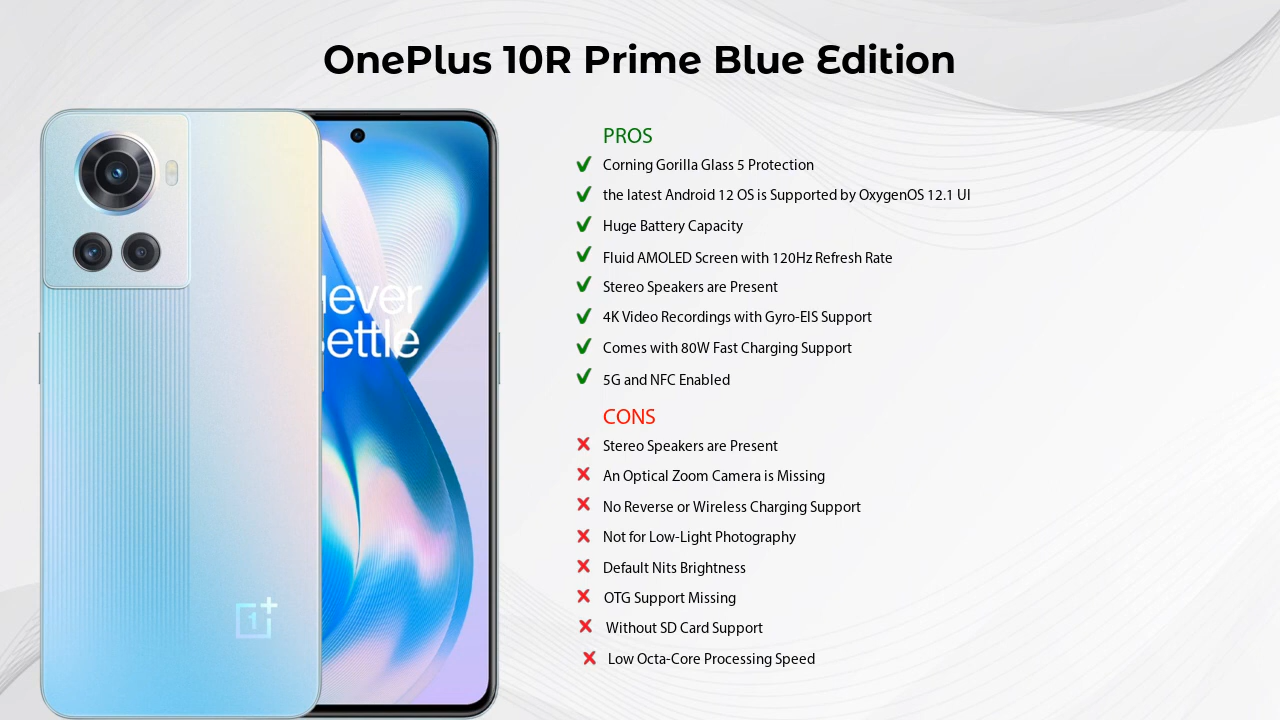 OnePlus 10R Prime Blue Edition
PROS
Corning Gorilla Glass 5 Protection
the latest Android 12 OS is Supported by OxygenOS 12.1 UI
Huge Battery Capacity
Fluid AMOLED Screen with 120Hz Refresh Rate
Stereo Speakers are Present
4K Video Recordings with Gyro-EIS Support
Comes with 80W Fast Charging Support
5G and NFC Enabled
CONS
Stereo Speakers are Present
An Optical Zoom Camera is Missing
No Reverse or Wireless Charging Support
Not for Low-Light Photography
Default Nits Brightness
OTG Support Missing
Without SD Card Support
Low Octa-Core Processing Speed
lever
settle
1+